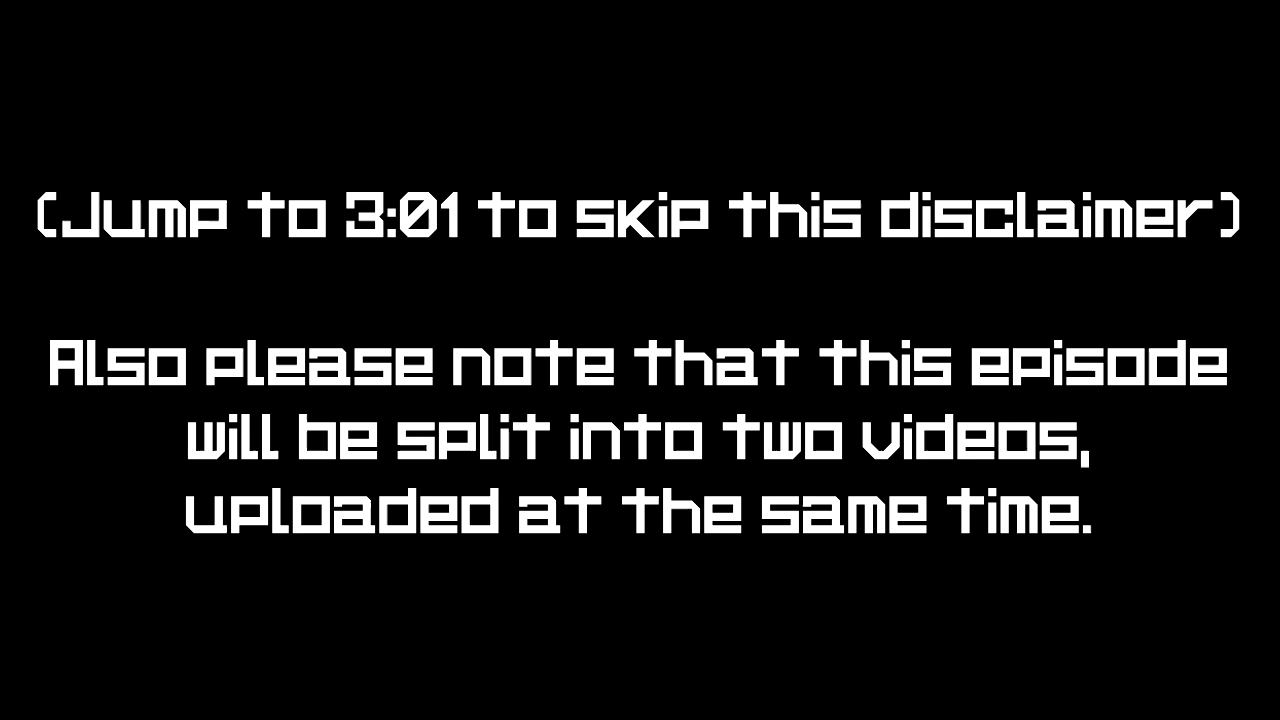 (Jump to 3:01 to skip this disclaimer)
Also please note that this episode
will be split into two videos,
uploaded at the same time.